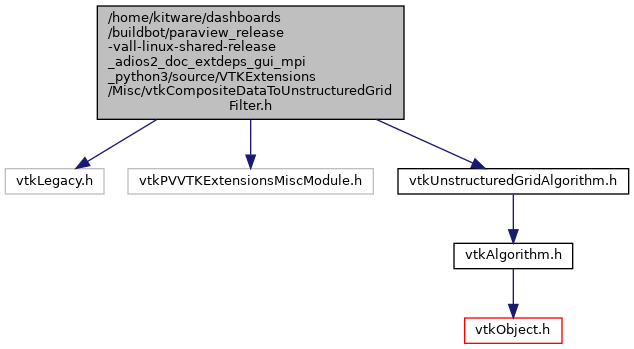 /home/kitware/dashboards
/buildbot/paraview_release
-vall-linux-shared-release
_adios2_doc_extdeps_gui_mpi
_python3/source/VTKExtensions
/Misc/vtkCompositeDataToUnstructuredGrid
Filter.h
vtkLegacy.h
vtkPVVTKExtensionsMiscModule.h
vtkUnstructuredGridAlgorithm.h
vtkAlgorithm.h
vtkObject.h